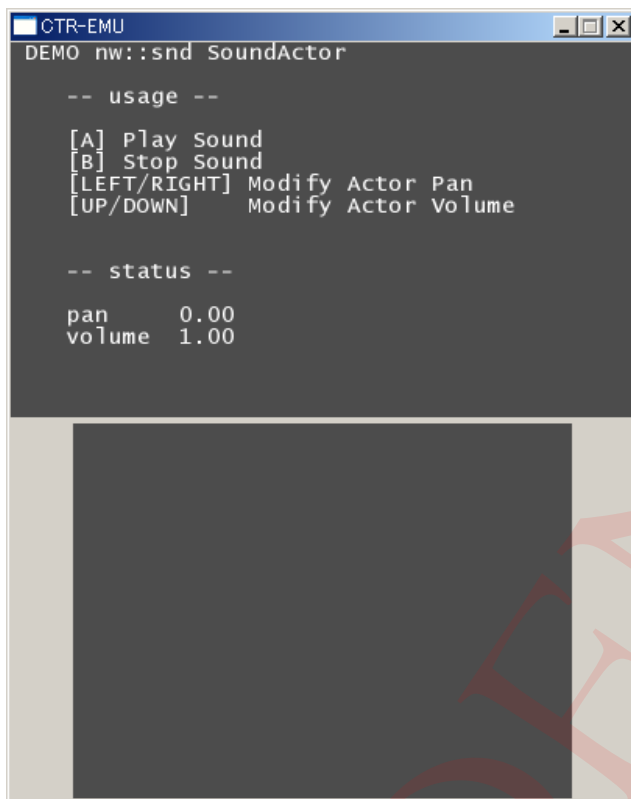 CTR-EMU
DEMO nw::snd SoundActor
-- usage --
[A] Play Sound
[B] Stop Sound
[LEFT/RIGHT] Modify Actor Pan
[UP/DOWN] Modify Actor Volume
-- status --
pan 0.00
volume 1.00